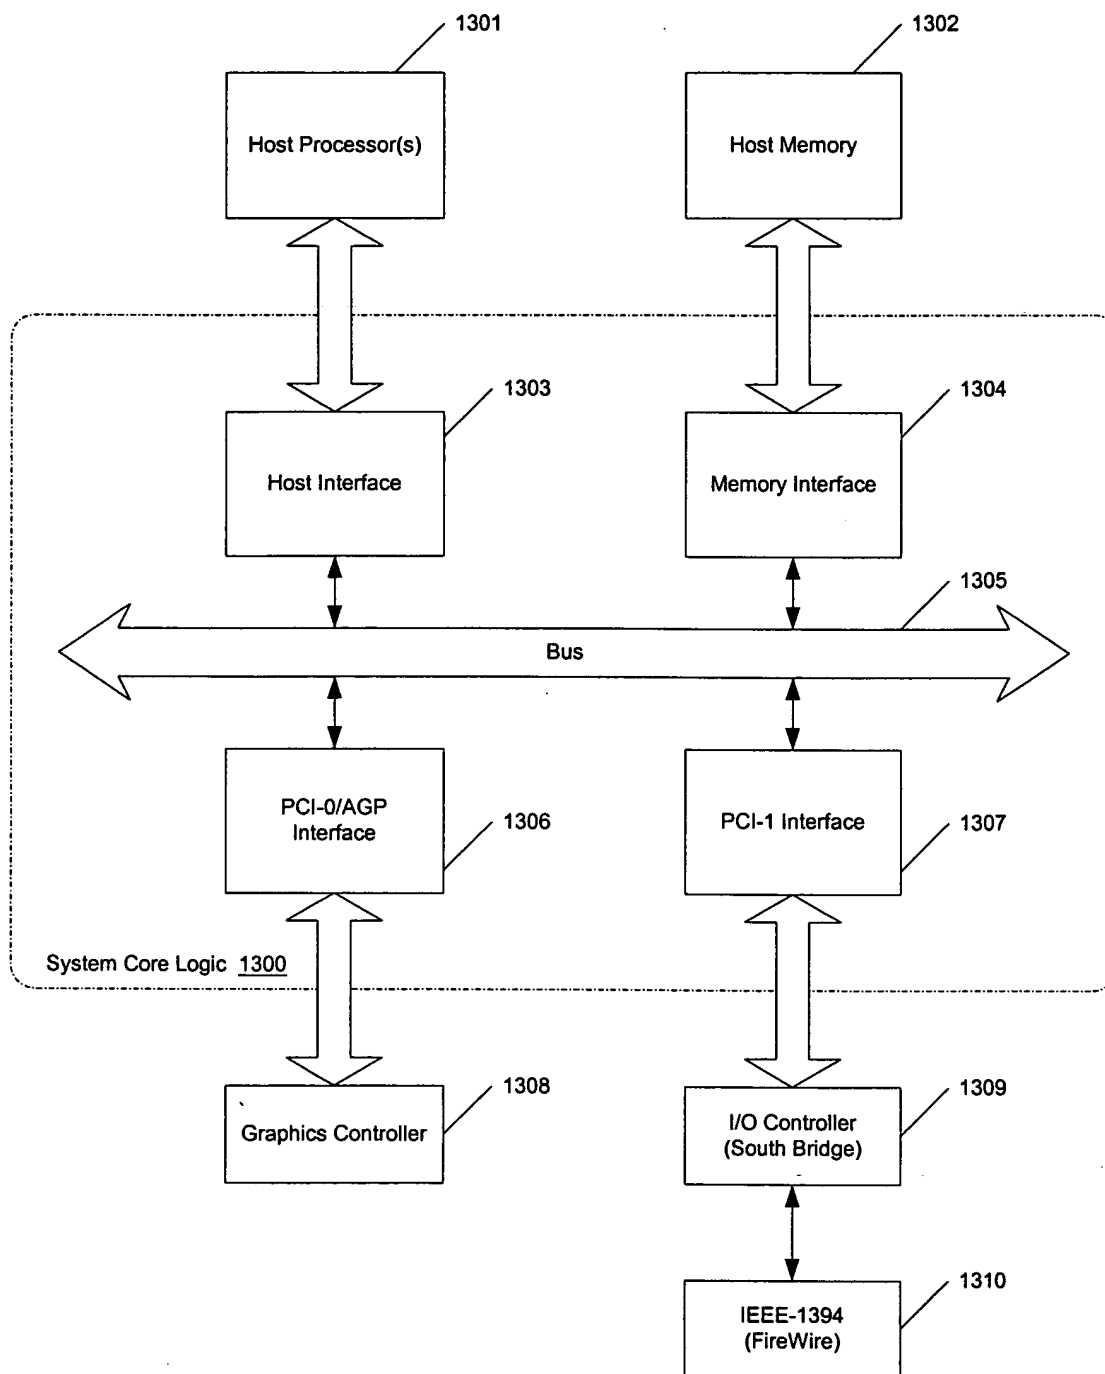 1301
1302
Host Processor(s)
Host Memory
1303
1304
Host Interface
Memory Interface
1305
Bus
PCI-0/AGP
Interface
1306
PCI-1 Interface
1307
System Core Logic 1300
1308
Graphics Controller
1309
I/O Controller
(South Bridge)
1310
IEEE-1394
(FireWire)